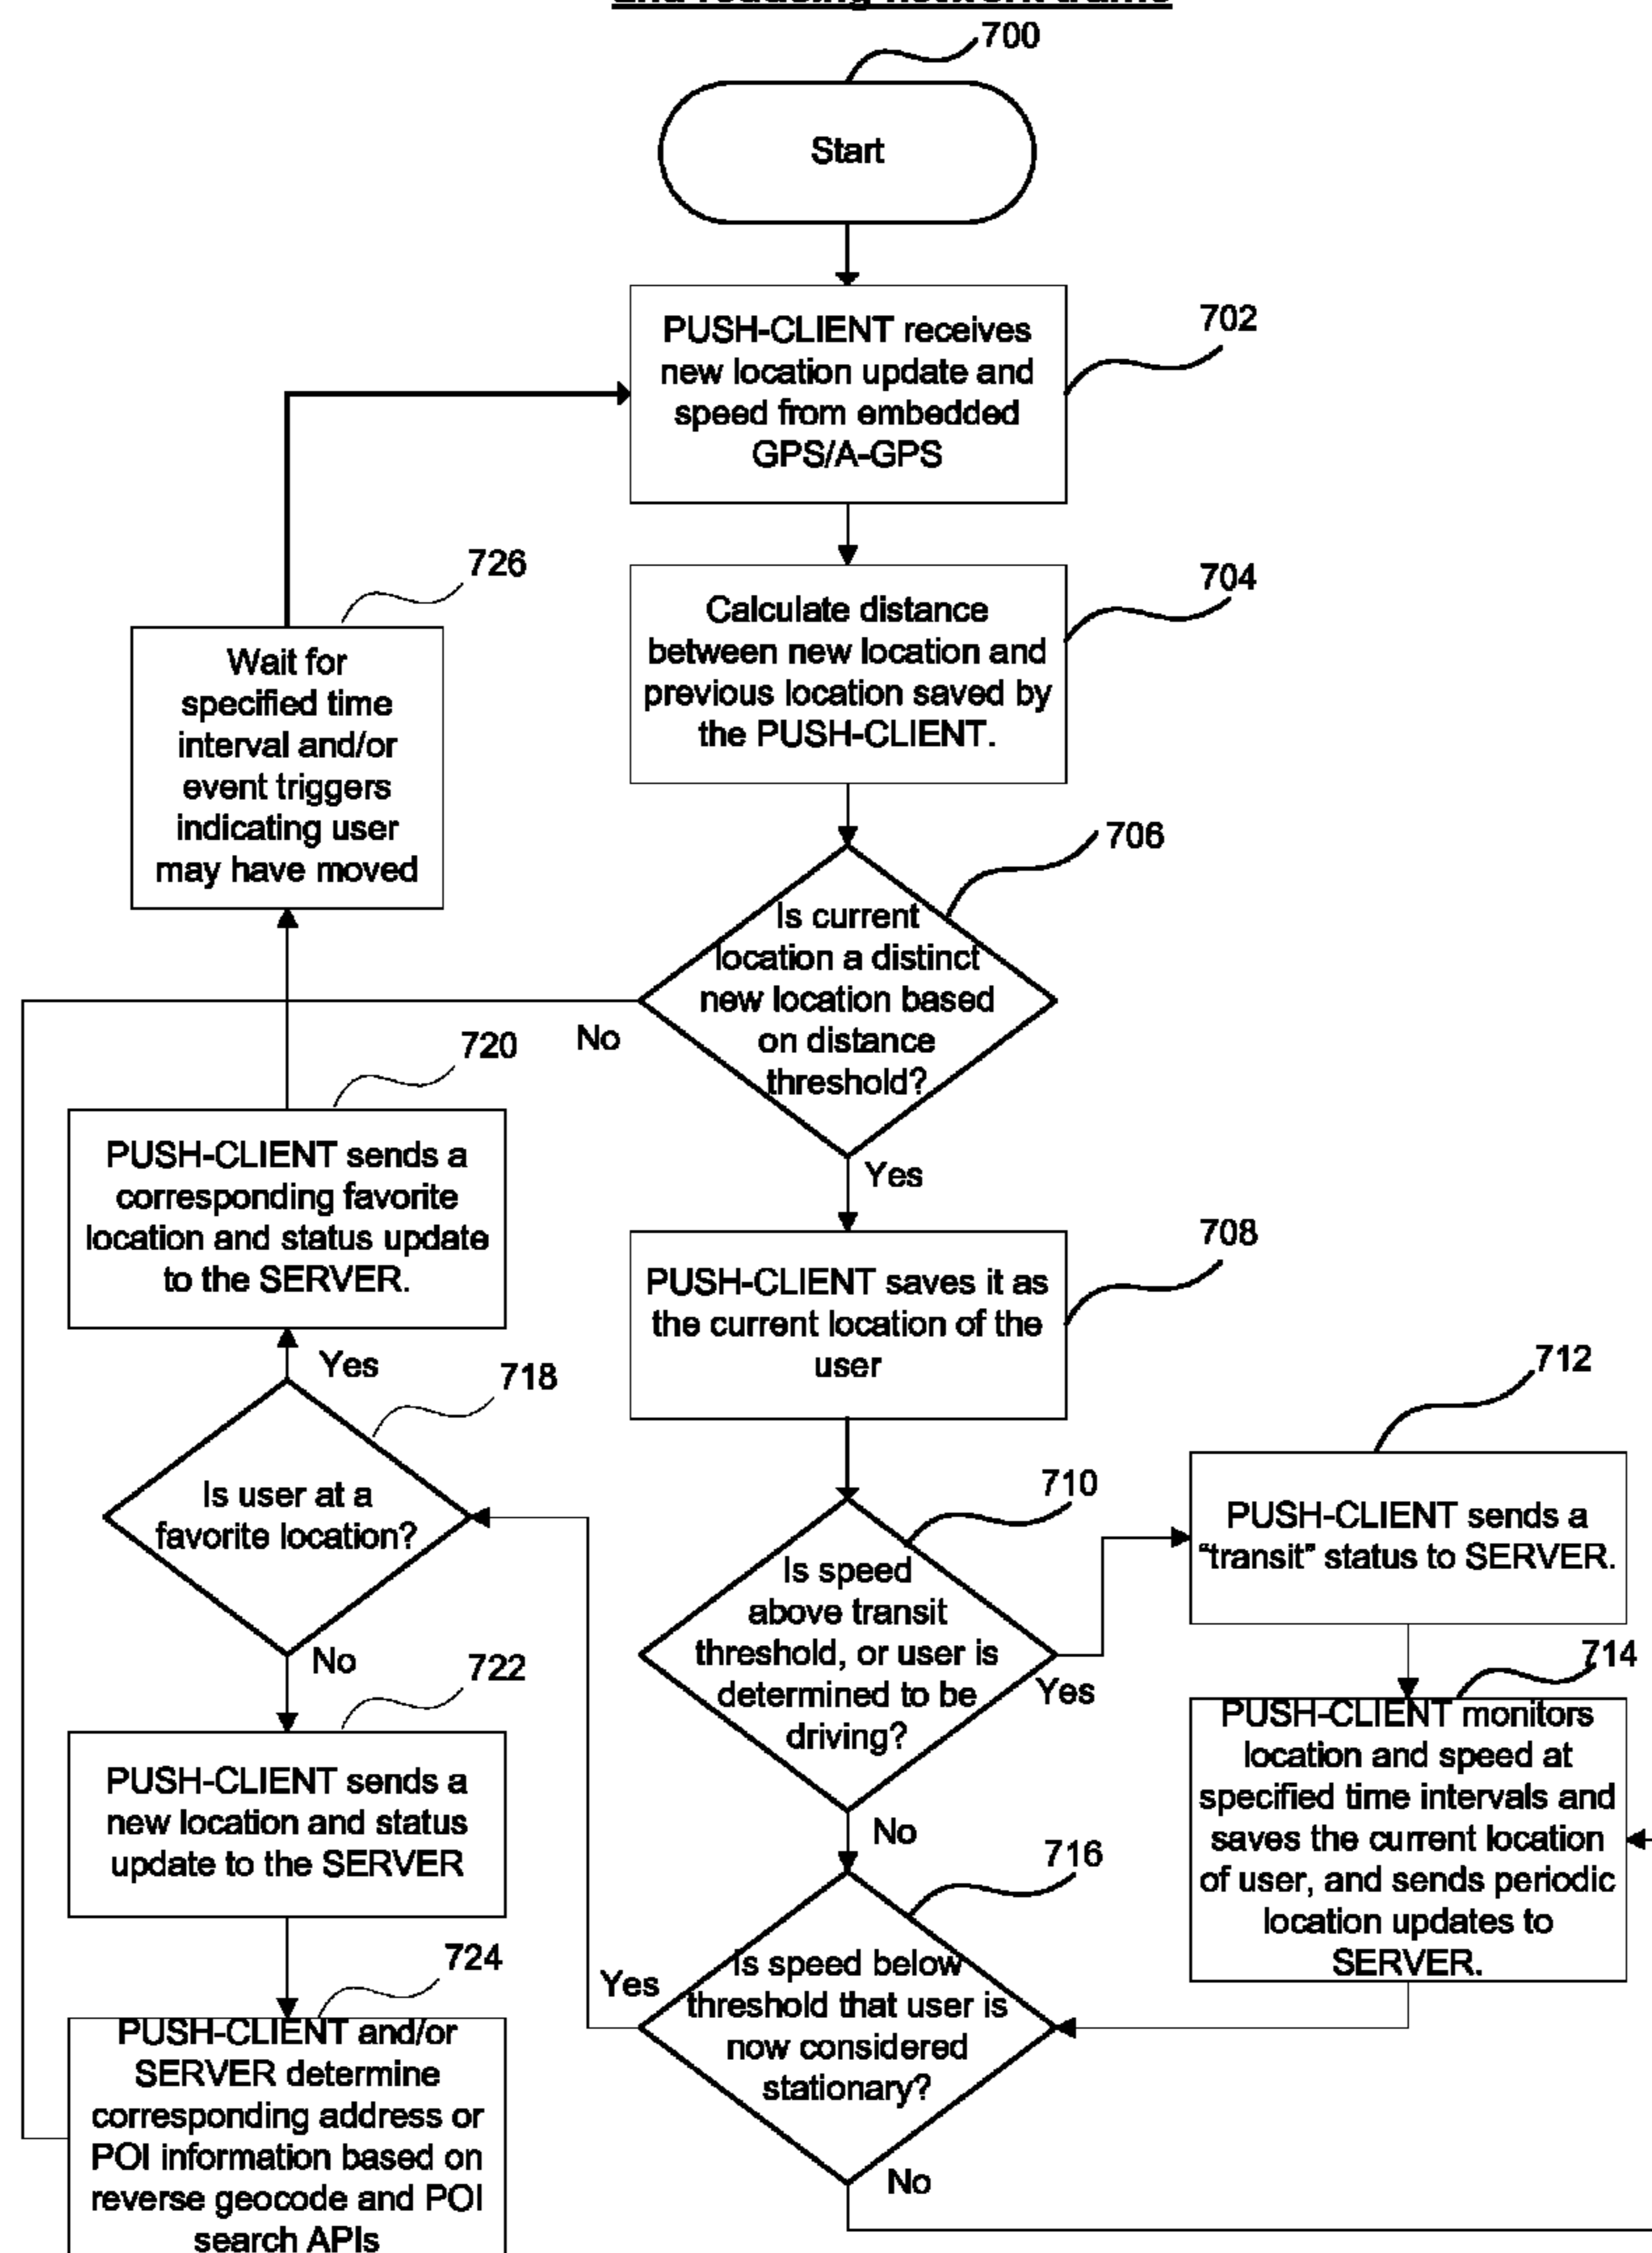 and reducing network traffic
700
Start
702
PUSH-CLIENT receives
new location update and
speed from embedded
GPS/A-GPS
726
704
Wait for
specified time
interval and/or
event triggers
indicating user
may have moved
Calculate distance
between new location and
previous location saved by
the PUSH-CLIENT.
706
Is current
location a distinct
new location based
on distance
threshold?
No
Yes
720
PUSH-CLIENT sends a
corresponding favorite
location and status update
to the SERVER.
708
PUSH-CLIENT saves it as
the current location of the
user
Yes
718
Is user at a
favorite location?
No
712
PUSH-CLIENT sends a
"transit" status to SERVER.
710
Is speed
above transit
threshold, or user is
determined to be
driving?
Yes
No
714
PUSH-CLIENT monitors
location and speed at
specified time intervals and
saves the current location
of user, and sends periodic
location updates to
SERVER.
722
PUSH-CLIENT sends a
new location and status
update to the SERVER
716
Is speed below
threshold that user is
now considered
stationary?
Yes
No
724
PUSH-CLIENT and/or
SERVER determine
corresponding address or
POI information based on
reverse geocode and POI
search APIs